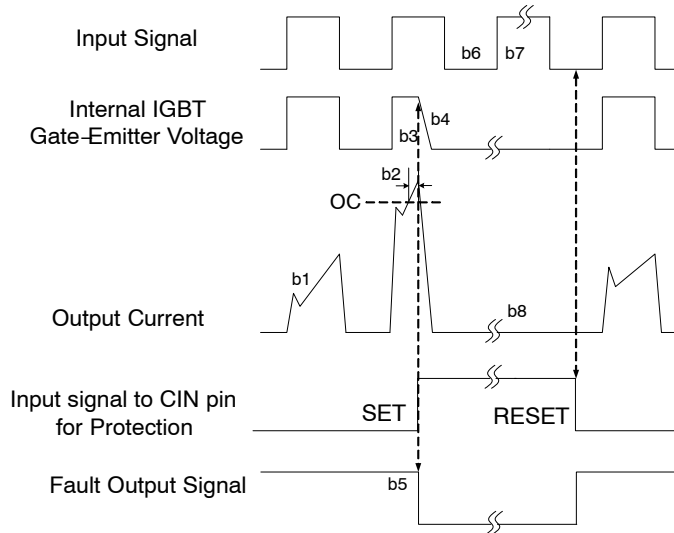 Input Signal
b6
b7
Internal IGBT
Gate-Emitter Voltage
b3
b4
b2
OC
b1
Output Current
b8
Input signal to CIN pin
for Protection
SET
RESET
Fault Output Signal
b5